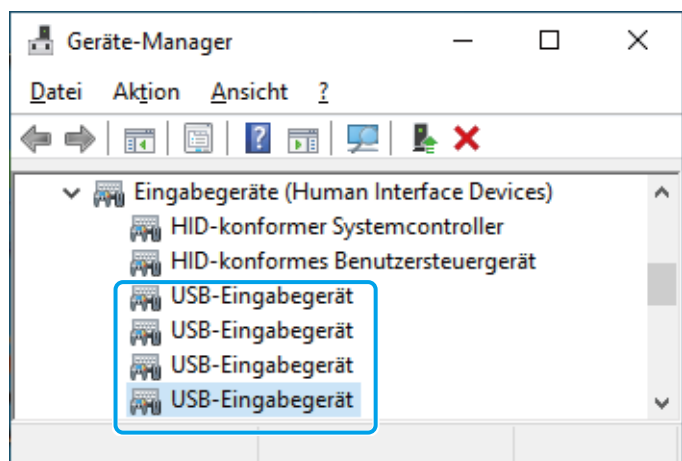 Geräte-Manager
Datei Aktion Ansicht ?
Eingabegeräte (Human Interface Devices)
HID-konformer Systemcontroller
HID-konformes Benutzersteuergerät
USB-Eingabegerät
USB-Eingabegerät
USB-Eingabegerät
USB-Eingabegerät